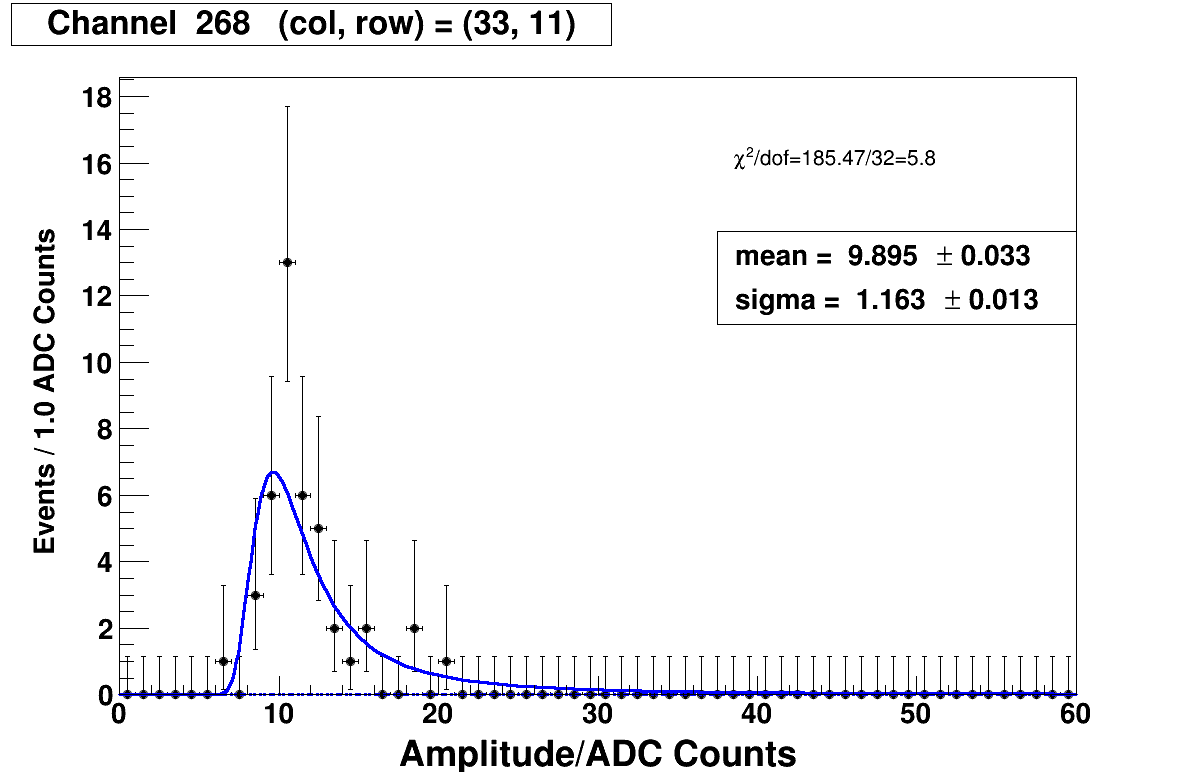 Channel 268 (col, row) = (33, 11)
18
16
14
12
10
8
6
4
2
0
Events / 1.0 ADC Counts
χ²/dof=185.47/32=5.8
mean = 9.895 ± 0.033
sigma = 1.163 ± 0.013
0 10 20 30 40 50 60
Amplitude/ADC Counts